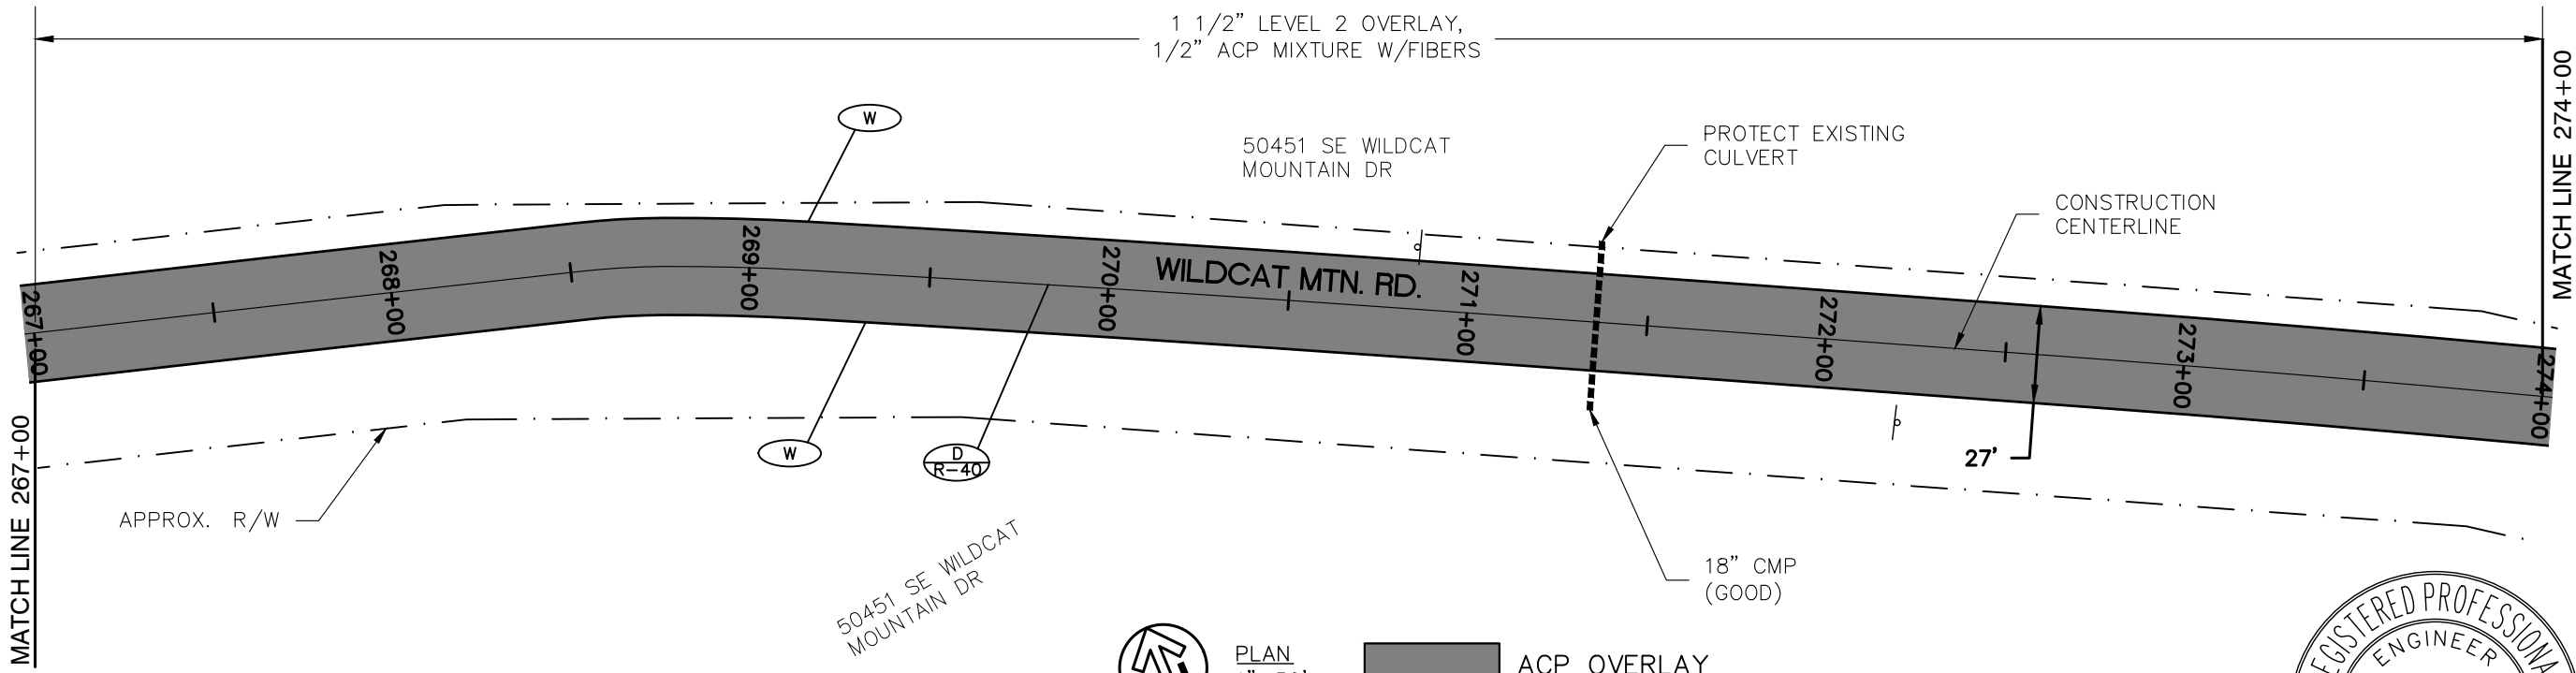 1 1/2” LEVEL 2 OVERLAY,
1/2” ACP MIXTURE W/FIBERS
MATCH LINE 274+00
W
50451 SE WILDCAT
MOUNTAIN DR
PROTECT EXISTING
CULVERT
CONSTRUCTION
CENTERLINE
267+00
268+00
269+00
270+00
WILDCAT MTN. RD.
271+00
272+00
273+00
274+00
MATCH LINE 267+00
W
D
R-40
27'
APPROX. R/W
50451 SE WILDCAT
MOUNTAIN DR
18” CMP
(GOOD)
PLAN
ACP OVERLAY
REGISTERED PROFESSIONAL
ENGINEER